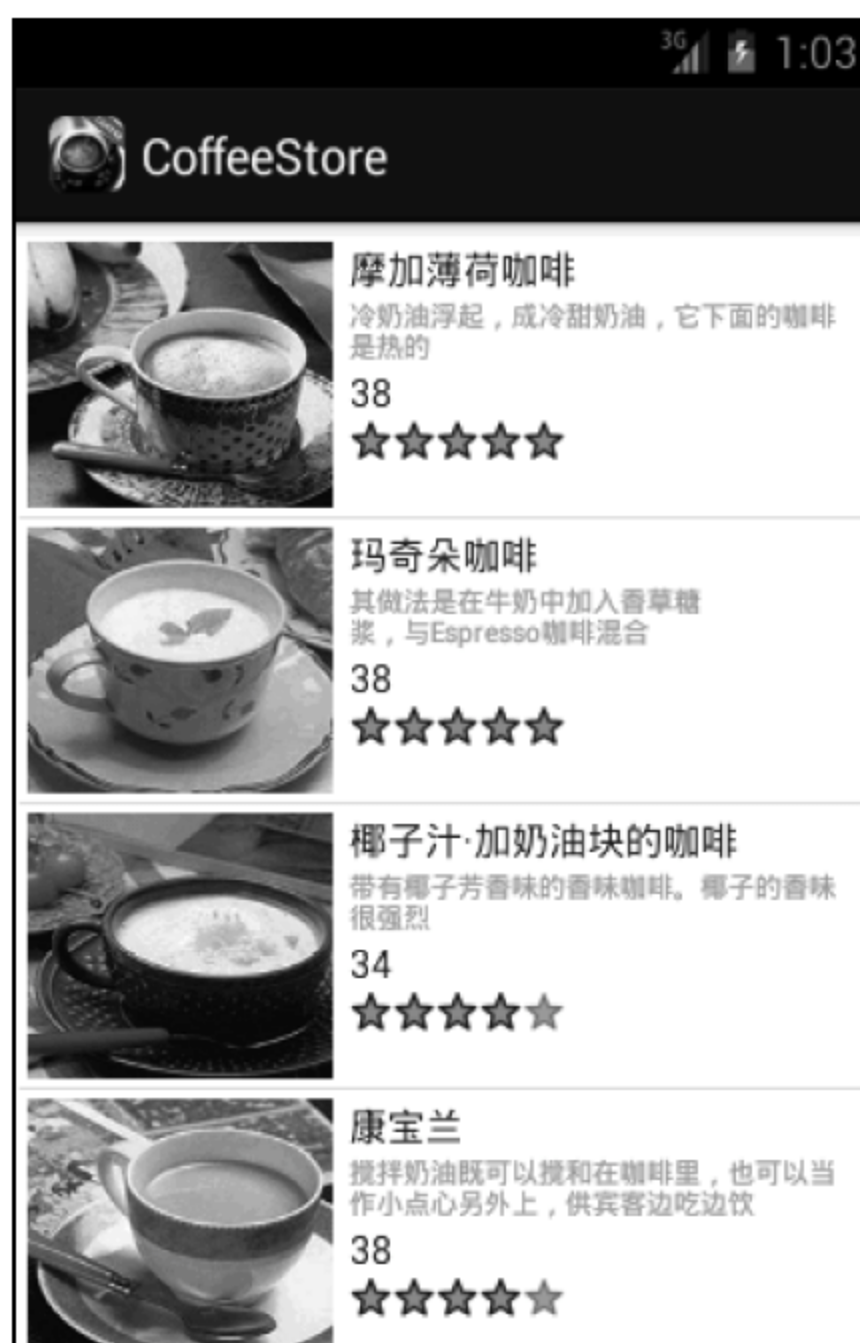 3G 1:03
CoffeeStore
摩加薄荷咖啡
冷奶油浮起，成冷甜奶油，它下面的咖啡
是热的
38
玛奇朵咖啡
其做法是在牛奶中加入香草糖
浆，与Espresso咖啡混合
38
椰子汁·加奶油块的咖啡
带有椰子芳香味的香味咖啡。椰子的香味
很强烈
34
康宝兰
搅拌奶油既可以搅和在咖啡里，也可以当
作小点心另外上，供宾客边吃边饮
38